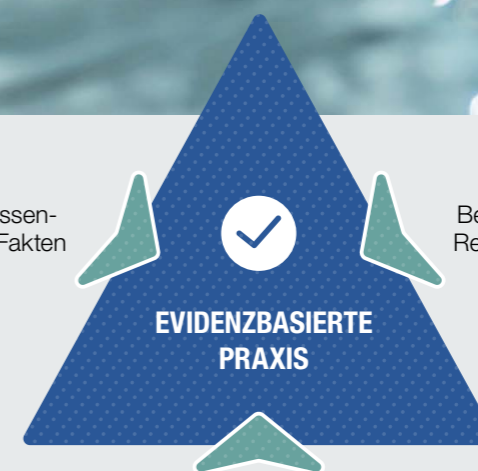 ssen-
Fakten
Be
Re
EVIDENZBASIERTE
PRAXIS